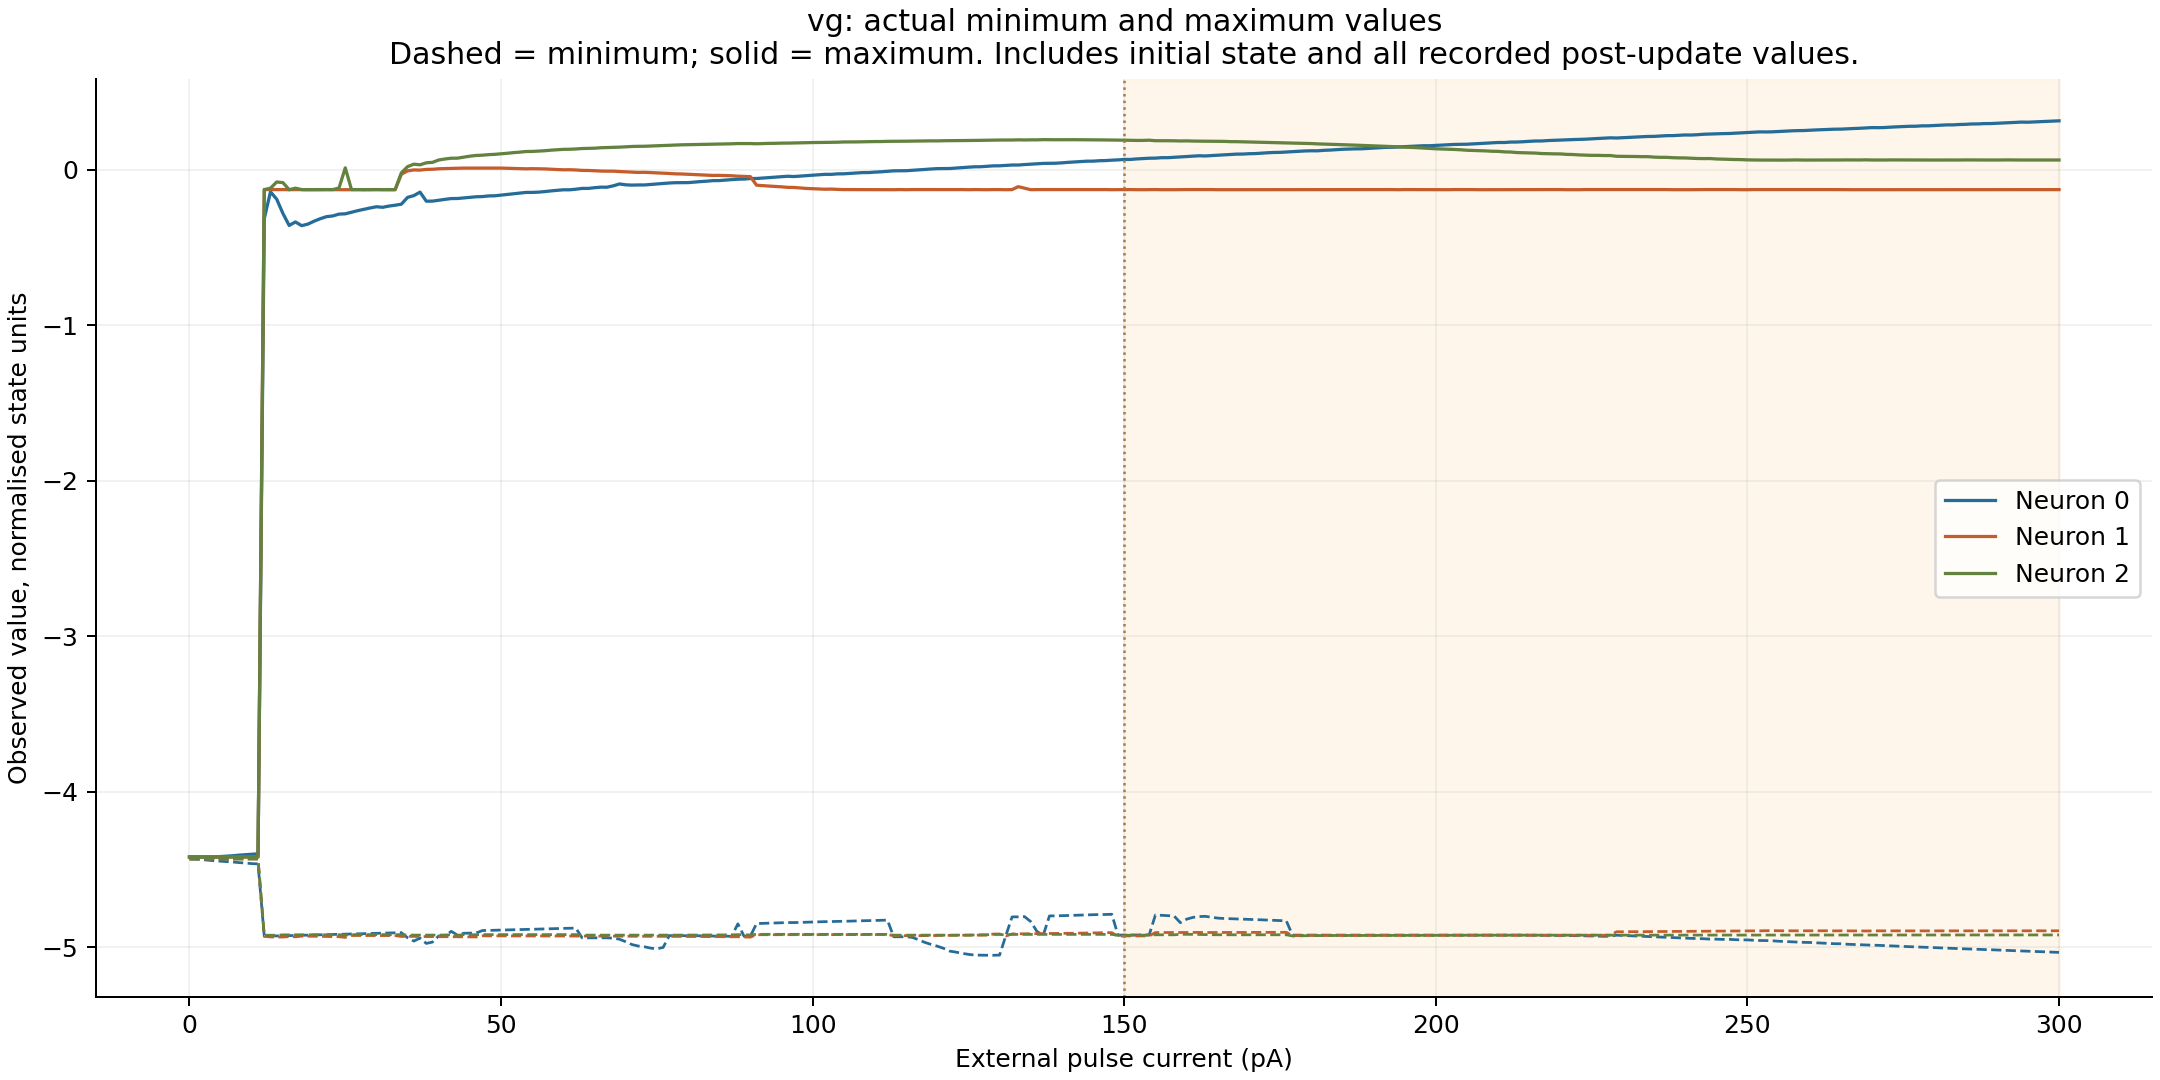 vg: actual minimum and maximum values
Dashed = minimum; solid = maximum. Includes initial state and all recorded post-update values.
Observed value, normalised state units
0
−1
−2
−3
−4
−5
Neuron 0
Neuron 1
Neuron 2
0
50
100
150
200
250
300
External pulse current (pA)